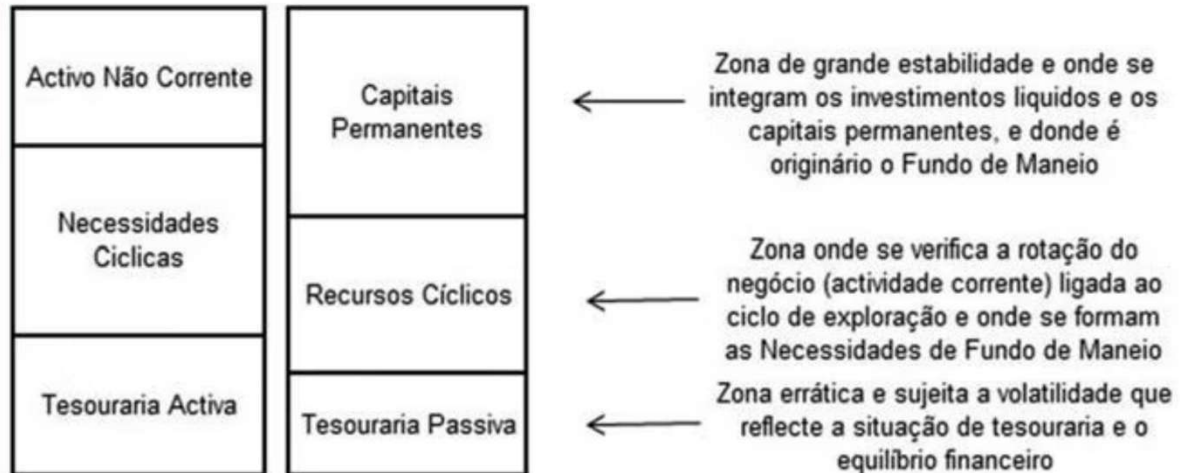 Activo Não Corrente
Necessidades
Ciclicas
Tesouraria Activa
Capitais
Permanentes
Recursos Cíclicos
Tesouraria Passiva
Zona de grande estabilidade e onde se
integram os investimentos liquidos e os
capitais permanentes, e donde é
originário o Fundo de Maneio
Zona onde se verifica a rotação do
negócio (actividade corrente) ligada ao
ciclo de exploração e onde se formam
as Necessidades de Fundo de Maneio
Zona errática e sujeita a volatilidade que
reflecte a situação de tesouraria e o
equilíbrio financeiro